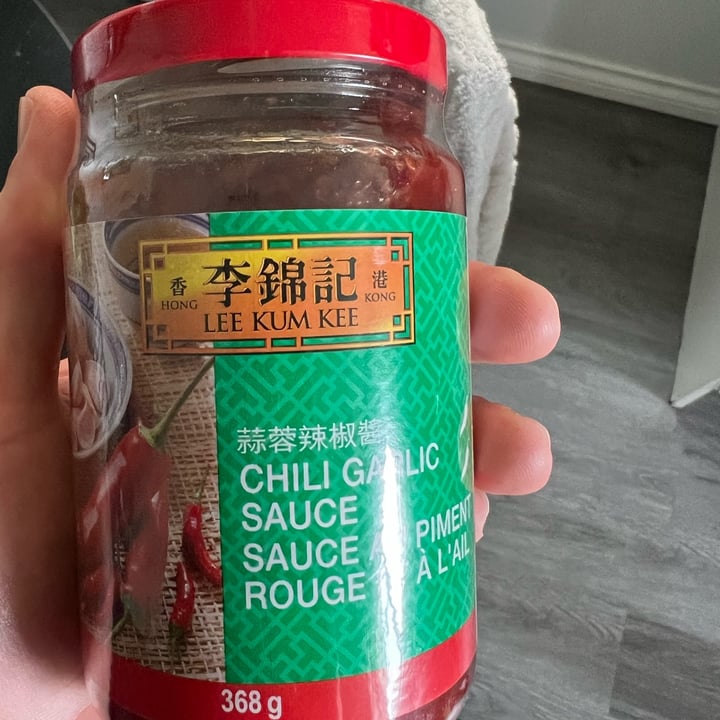 香港
HONG KONG
李錦記
LEE KUM KEE
蒜蓉辣椒醬
CHILI GARLIC
SAUCE
SAUCE AU PIMENT
ROUGE À L'AIL
368 g